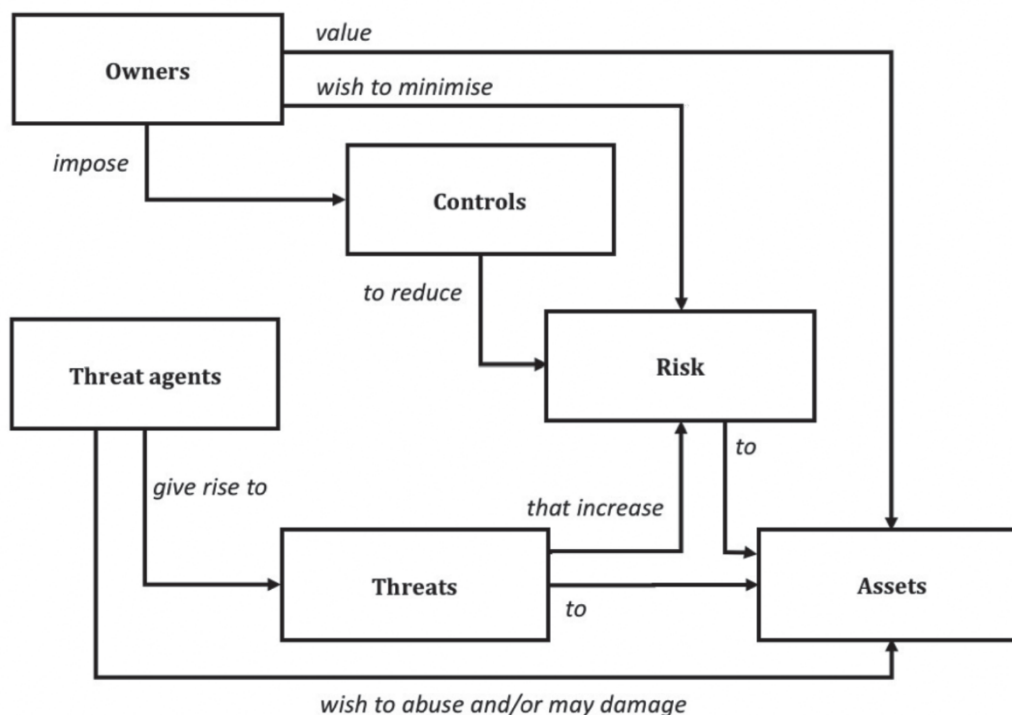 value
Owners
wish to minimise
impose
Controls
to reduce
Threat agents
Risk
to
give rise to
that increase
Threats
Assets
to
wish to abuse and/or may damage